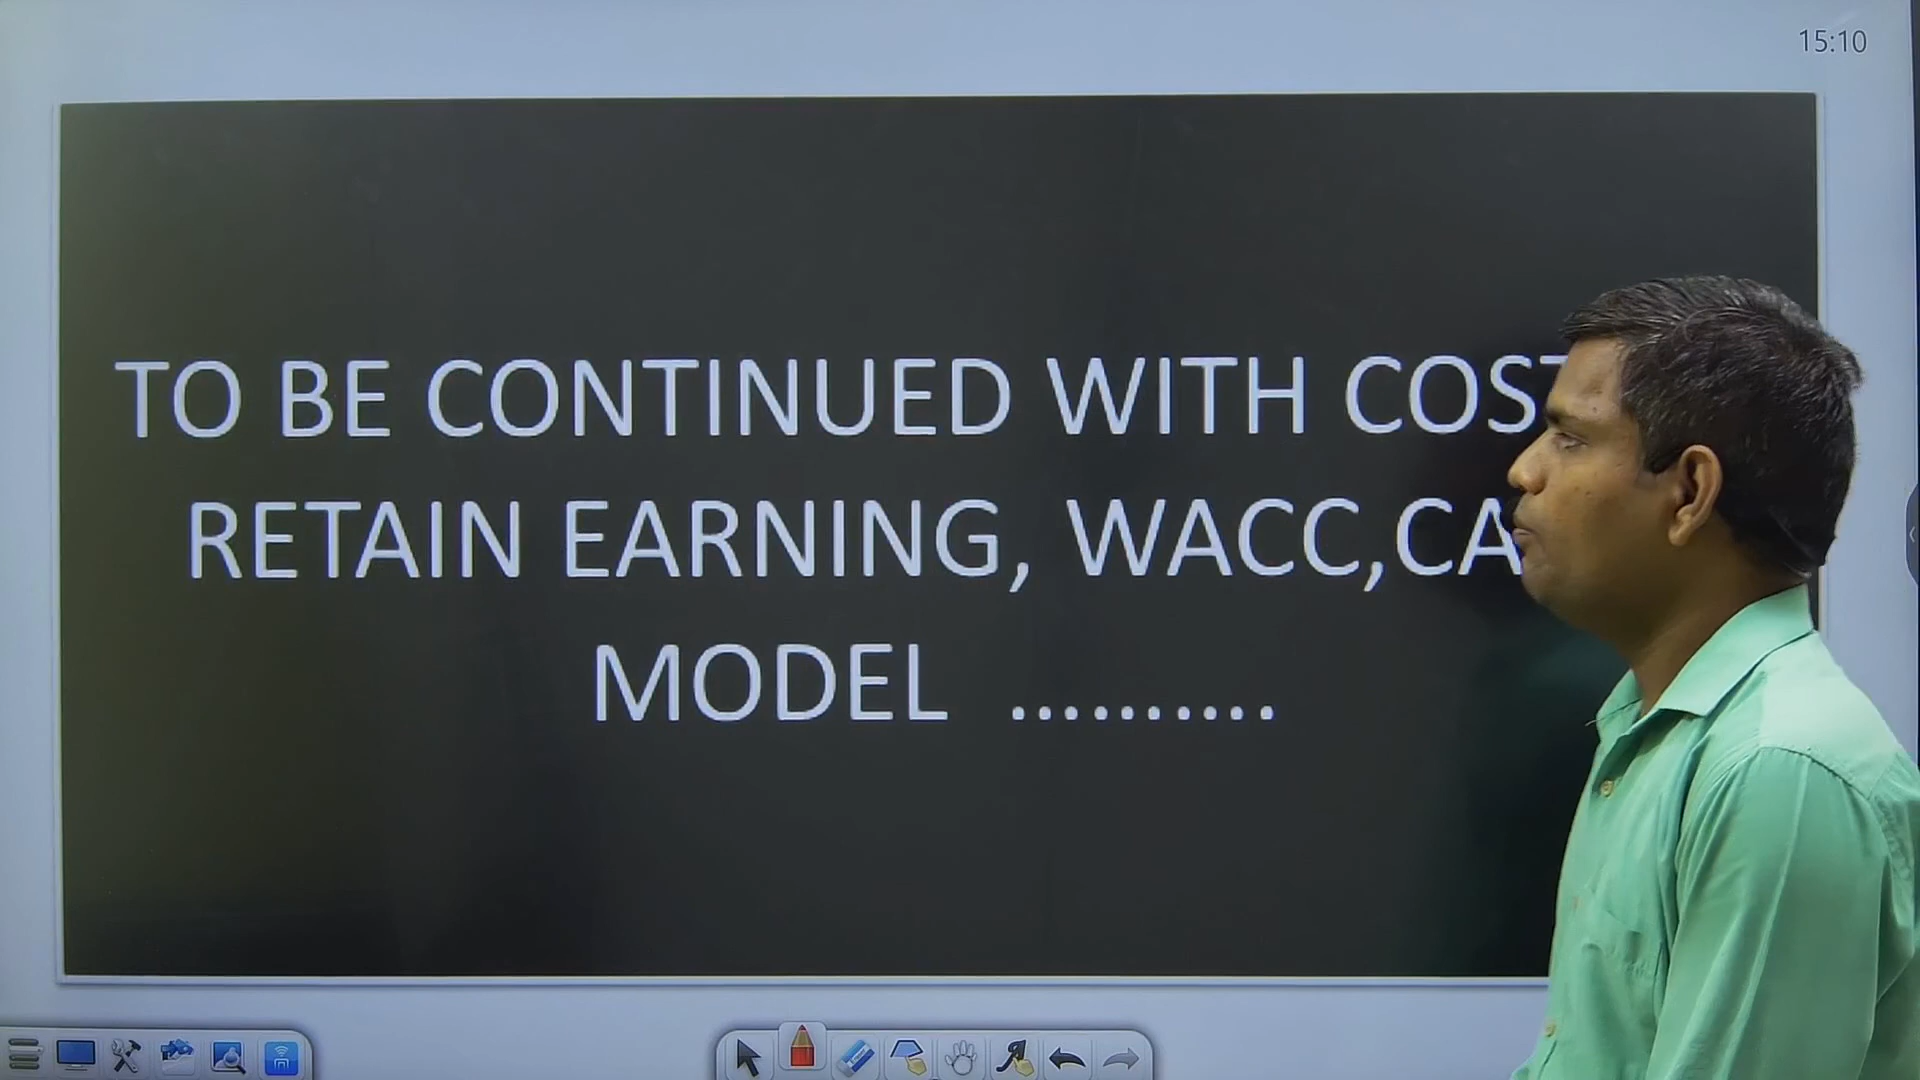 15:10
TO BE CONTINUED WITH COST
RETAIN EARNING, WACC,CA
MODEL ..........